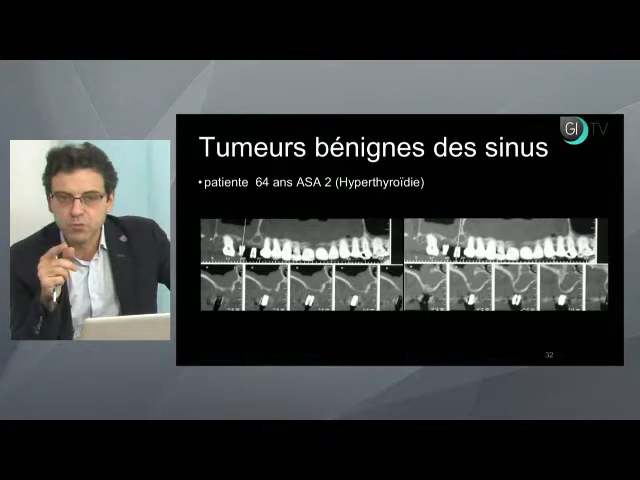 GI TV
Tumeurs bénignes des sinus
•patiente 64 ans ASA 2 (Hyperthyroïdie)
32